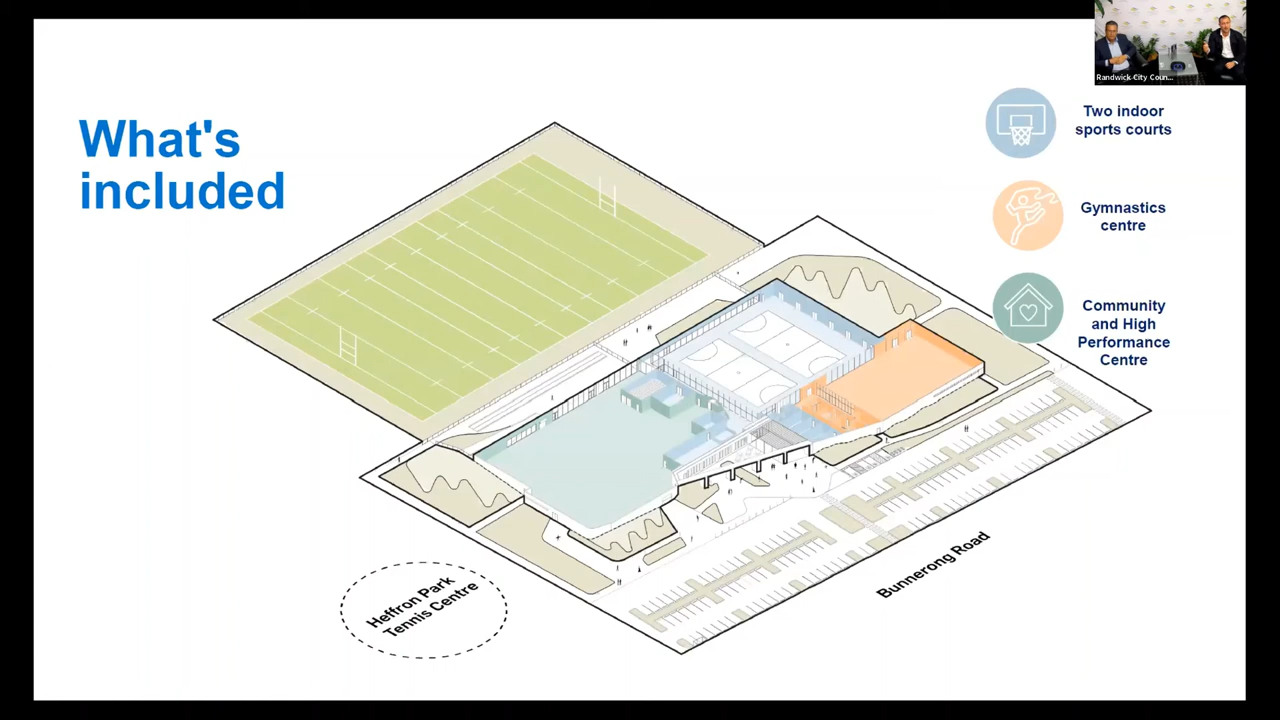 Randwick City Coun...
What's
included
Two indoor
sports courts
Gymnastics
centre
Community
and High
Performance
Centre
Heffron Park
Tennis Centre
Bunnerong Road